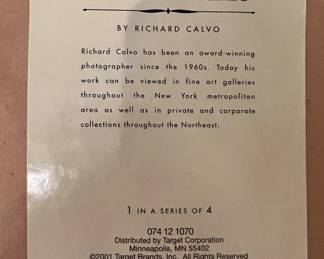 BY RICHARD CALVO
Richard Calvo has been an award-winning
photographer since the 1960s. Today his
work can be viewed in fine art galleries
throughout the New York metropolitan
area as well as in private and corporate
collections throughout the Northeast.
1 IN A SERIES OF 4
074 12 1070
Distributed by Target Corporation
Minneapolis, MN 55402
©2001 Target Brands, Inc. All Rights Reserved